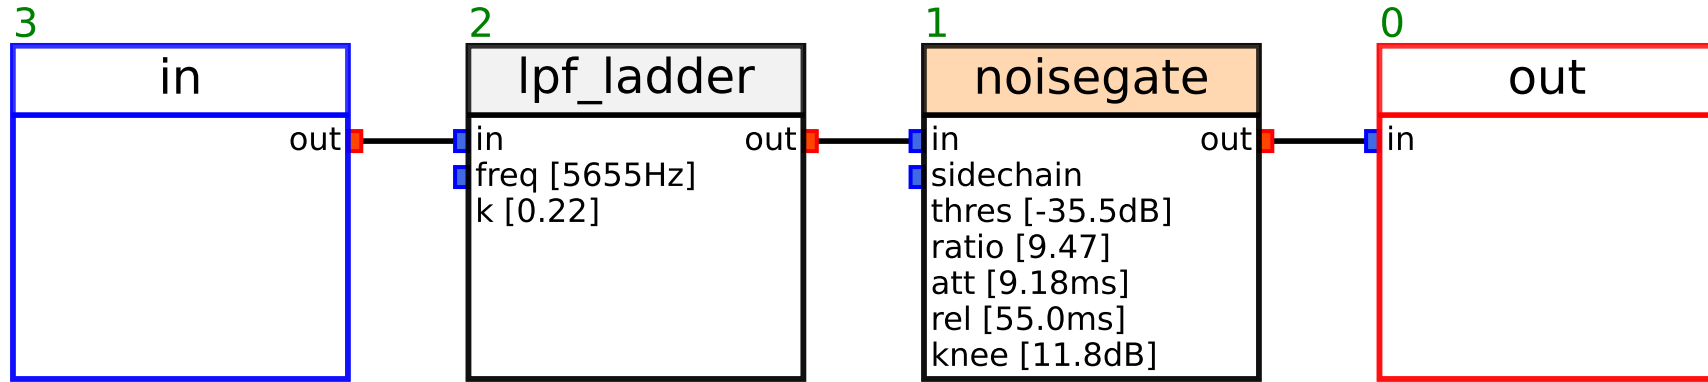 3
in
out
2
lpf_ladder
in
out
freq [5655Hz]
k [0.22]
1
noisegate
in
out
sidechain
thres [-35.5dB]
ratio [9.47]
att [9.18ms]
rel [55.0ms]
knee [11.8dB]
0
out
in